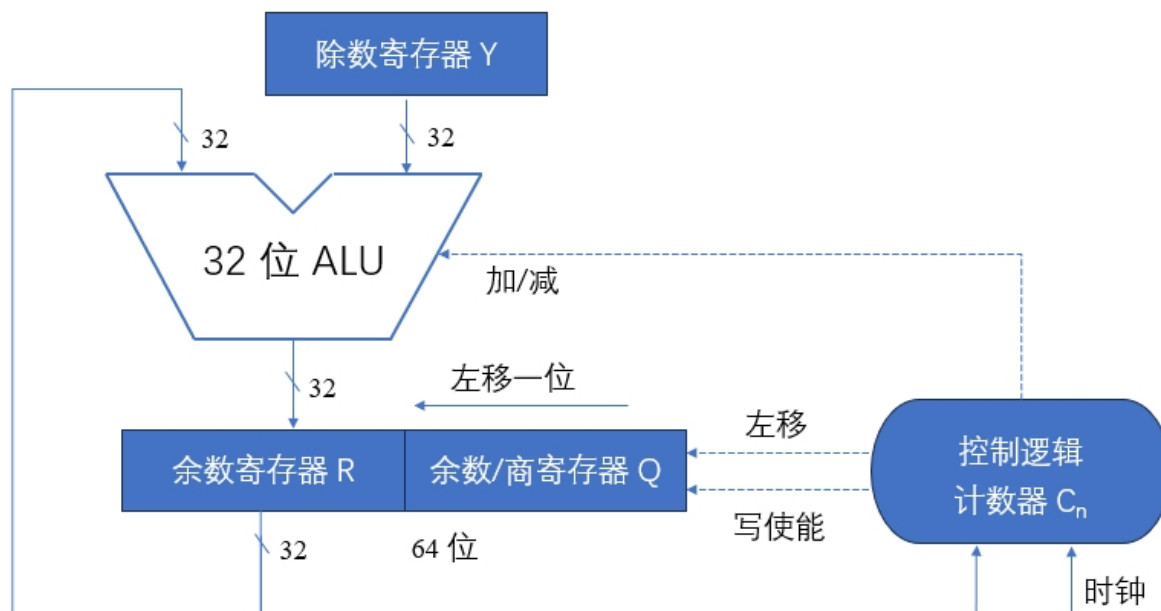 除数寄存器 Y
32
32
32 位 ALU
加/减
32
左移一位
余数寄存器 R
余数/商寄存器 Q
左移
写使能
控制逻辑
计数器 Cₙ
32
64 位
时钟